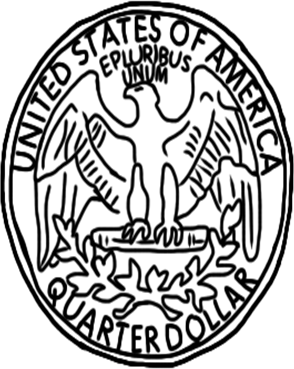 UNITED STATES OF AMERICA
EPLURIBUS
UNUM
QUARTER DOLLAR